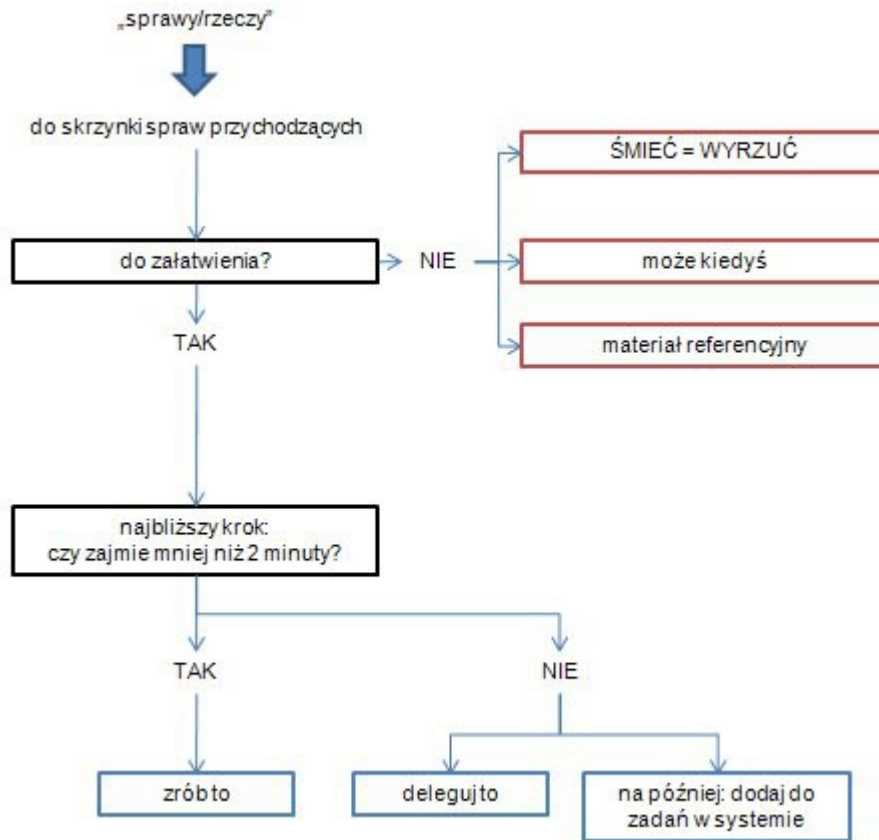 „sprawy/rzeczy”
do skrzynki spraw przychodzących
ŚMIEĆ = WYRZUĆ
do załatwienia?
NIE
może kiedyś
TAK
materiał referencyjny
najbliższy krok:
czy zajmie mniej niż 2 minuty?
TAK
NIE
zrób to
deleguj to
na później: dodaj do
zadań w systemie